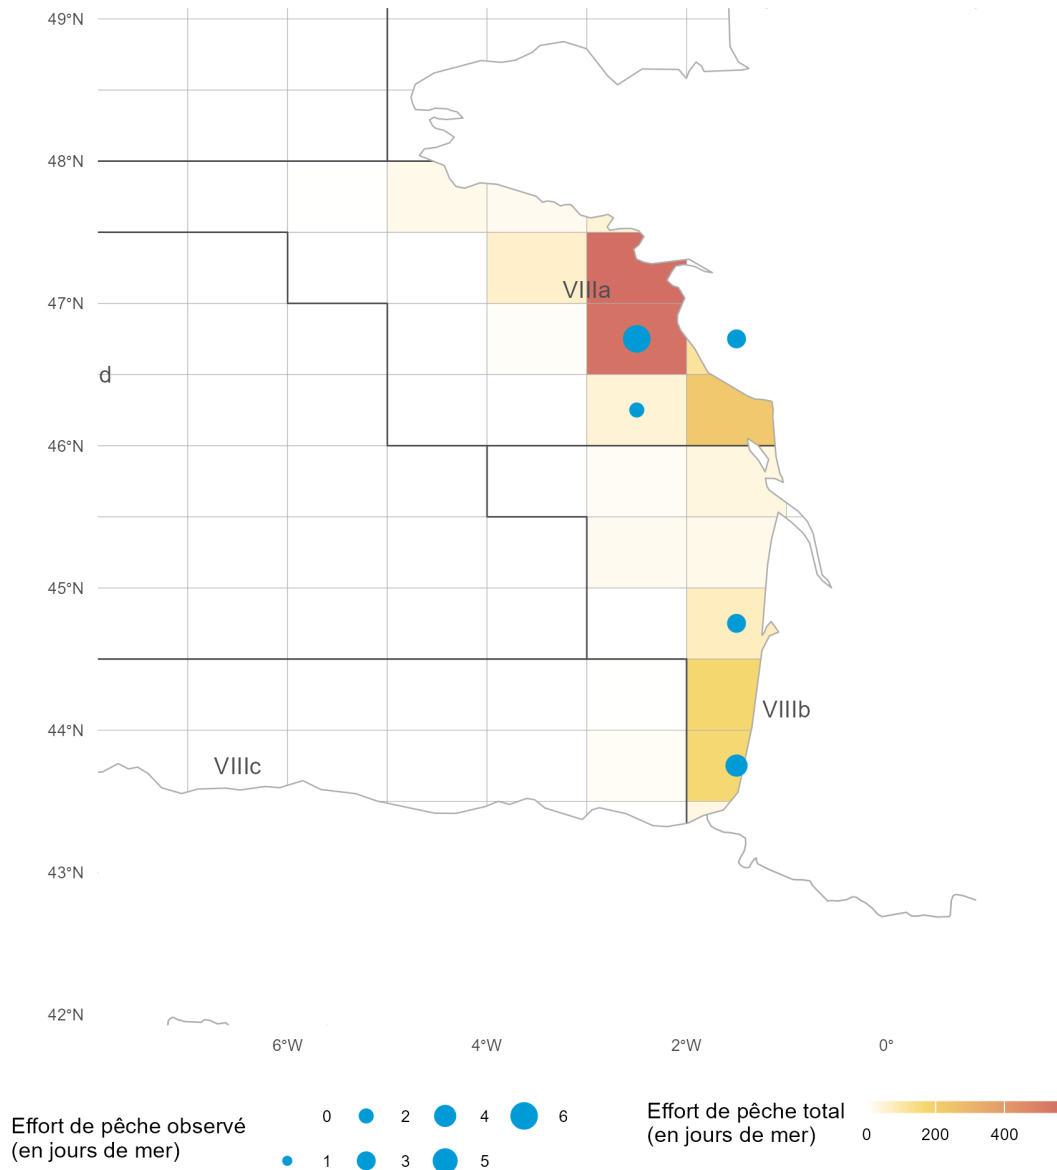 49°N
48°N
VIIIa
47°N
d
46°N
45°N
VIIIb
44°N
VIIIc
43°N
42°N
6°W 4°W 2°W 0°
Effort de pêche observé
(en jours de mer)
0 2 4 6
1 3 5
Effort de pêche total
(en jours de mer)
0 200 400